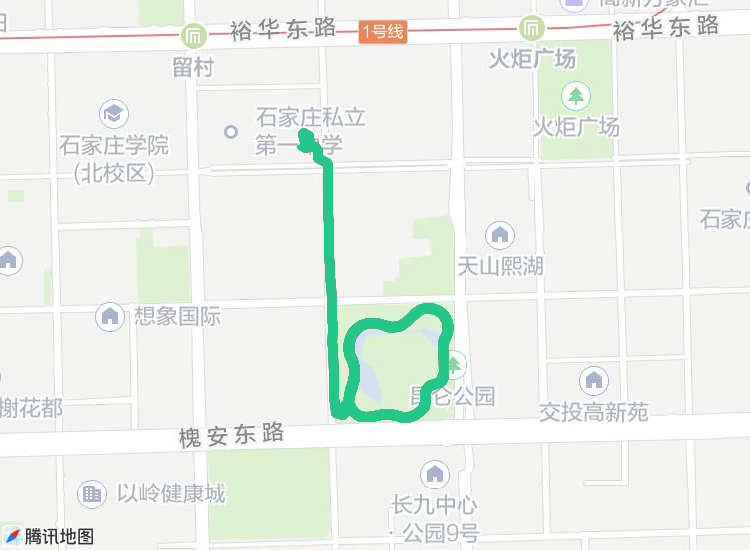 裕华东路
1号线
裕华东路
留村
火炬广场
石家庄私立
第一中学
石家庄学院
(北校区)
火炬广场
天山熙湖
想象国际
昆仑公园
交投高新苑
槐安东路
以岭健康城
长九中心
·公园9号
腾讯地图